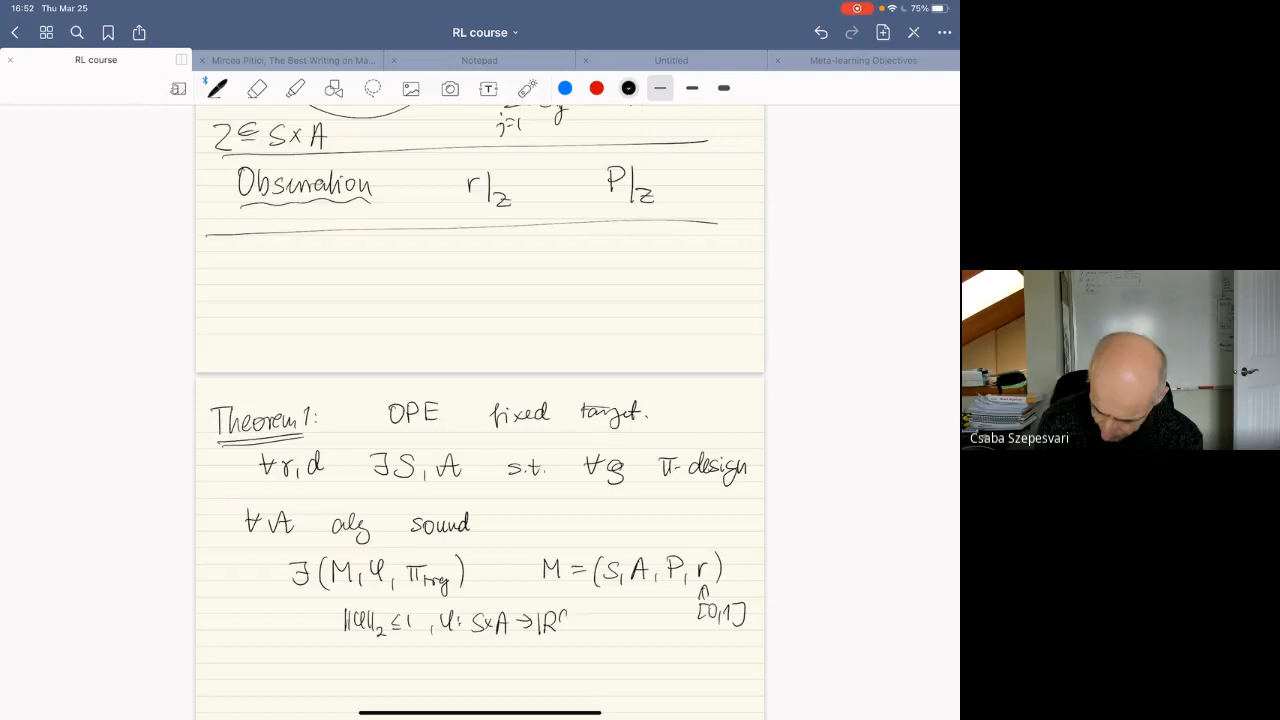 16:52 Thu Mar 25
75%
RL course
RL course
Mircea Pitici, The Best Writing on Ma...
Notepad
Untitled
Meta-learning Objectives
j=1
Z ⊆ S×A
Observation r|z P|z
Theorem 1: OPE fixed target.
∀γ, d ∃S, A s.t. ∀g π-design
∀A alg sound
∃(M, φ, π_trg) M = (S, A, P, r)
[0,1]
||φ||₂ ≤ 1, φ: S×A → ℝ
Csaba Szepesvari